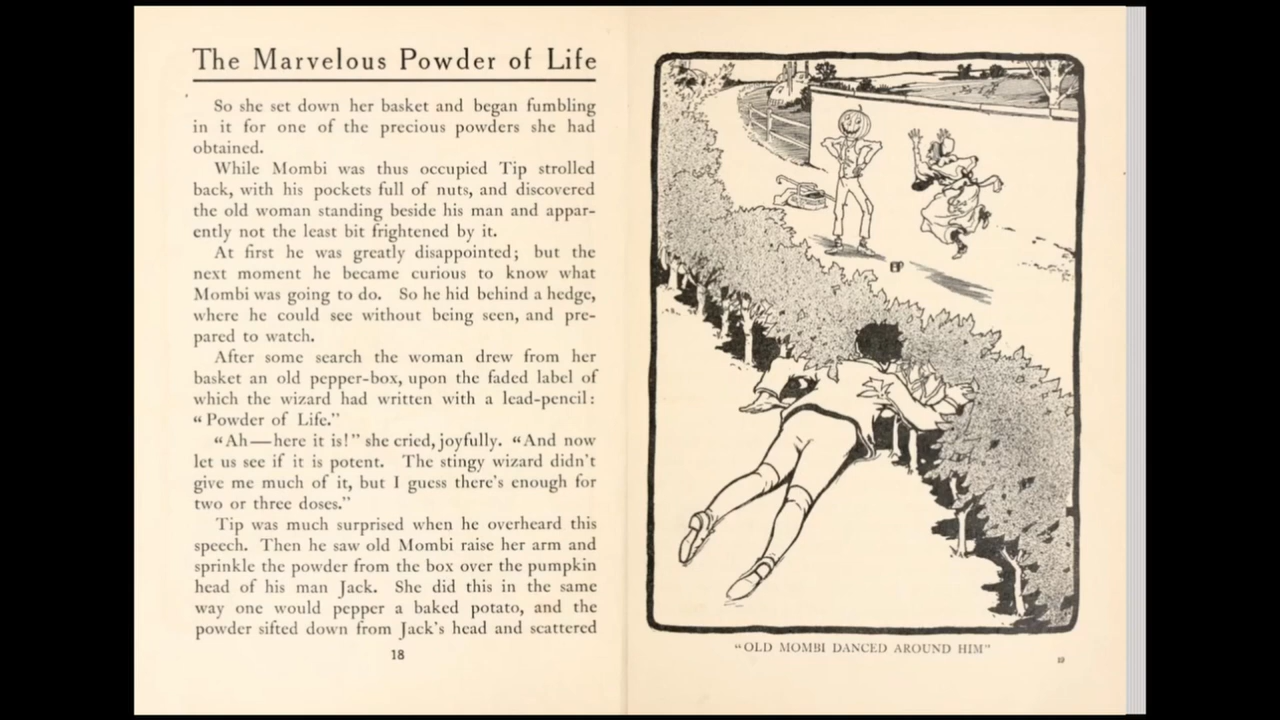 The Marvelous Powder of Life
So she set down her basket and began fumbling
in it for one of the precious powders she had
obtained.
While Mombi was thus occupied Tip strolled
back, with his pockets full of nuts, and discovered
the old woman standing beside his man and appar-
ently not the least bit frightened by it.
At first he was greatly disappointed; but the
next moment he became curious to know what
Mombi was going to do. So he hid behind a hedge,
where he could see without being seen, and pre-
pared to watch.
After some search the woman drew from her
basket an old pepper-box, upon the faded label of
which the wizard had written with a lead-pencil:
“Powder of Life.”
“Ah—here it is!” she cried, joyfully. “And now
let us see if it is potent. The stingy wizard didn’t
give me much of it, but I guess there’s enough for
two or three doses.”
Tip was much surprised when he overheard this
speech. Then he saw old Mombi raise her arm and
sprinkle the powder from the box over the pumpkin
head of his man Jack. She did this in the same
way one would pepper a baked potato, and the
powder sifted down from Jack’s head and scattered
18
“OLD MOMBI DANCED AROUND HIM”
19